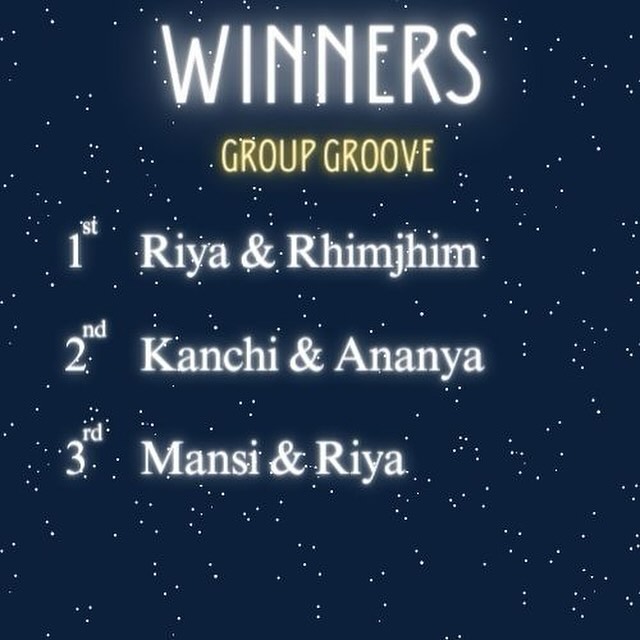 WINNERS
GROUP GROOVE
1st Riya & Rhimjhim
2nd Kanchi & Ananya
3rd Mansi & Riya